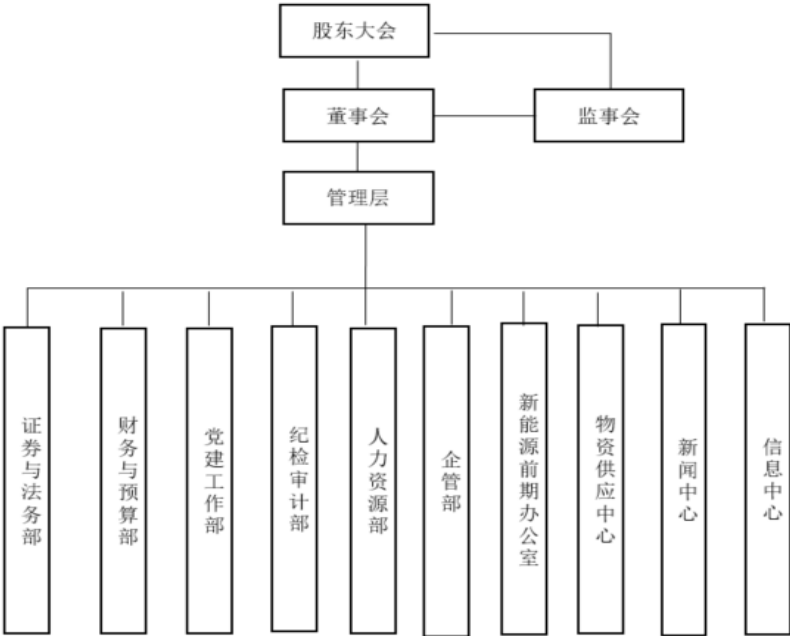 股东大会
董事会
监事会
管理层
证券与法务部
财务与预算部
党建工作部
纪检审计部
人力资源部
企管部
新能源前期办公室
物资供应中心
新闻中心
信息中心